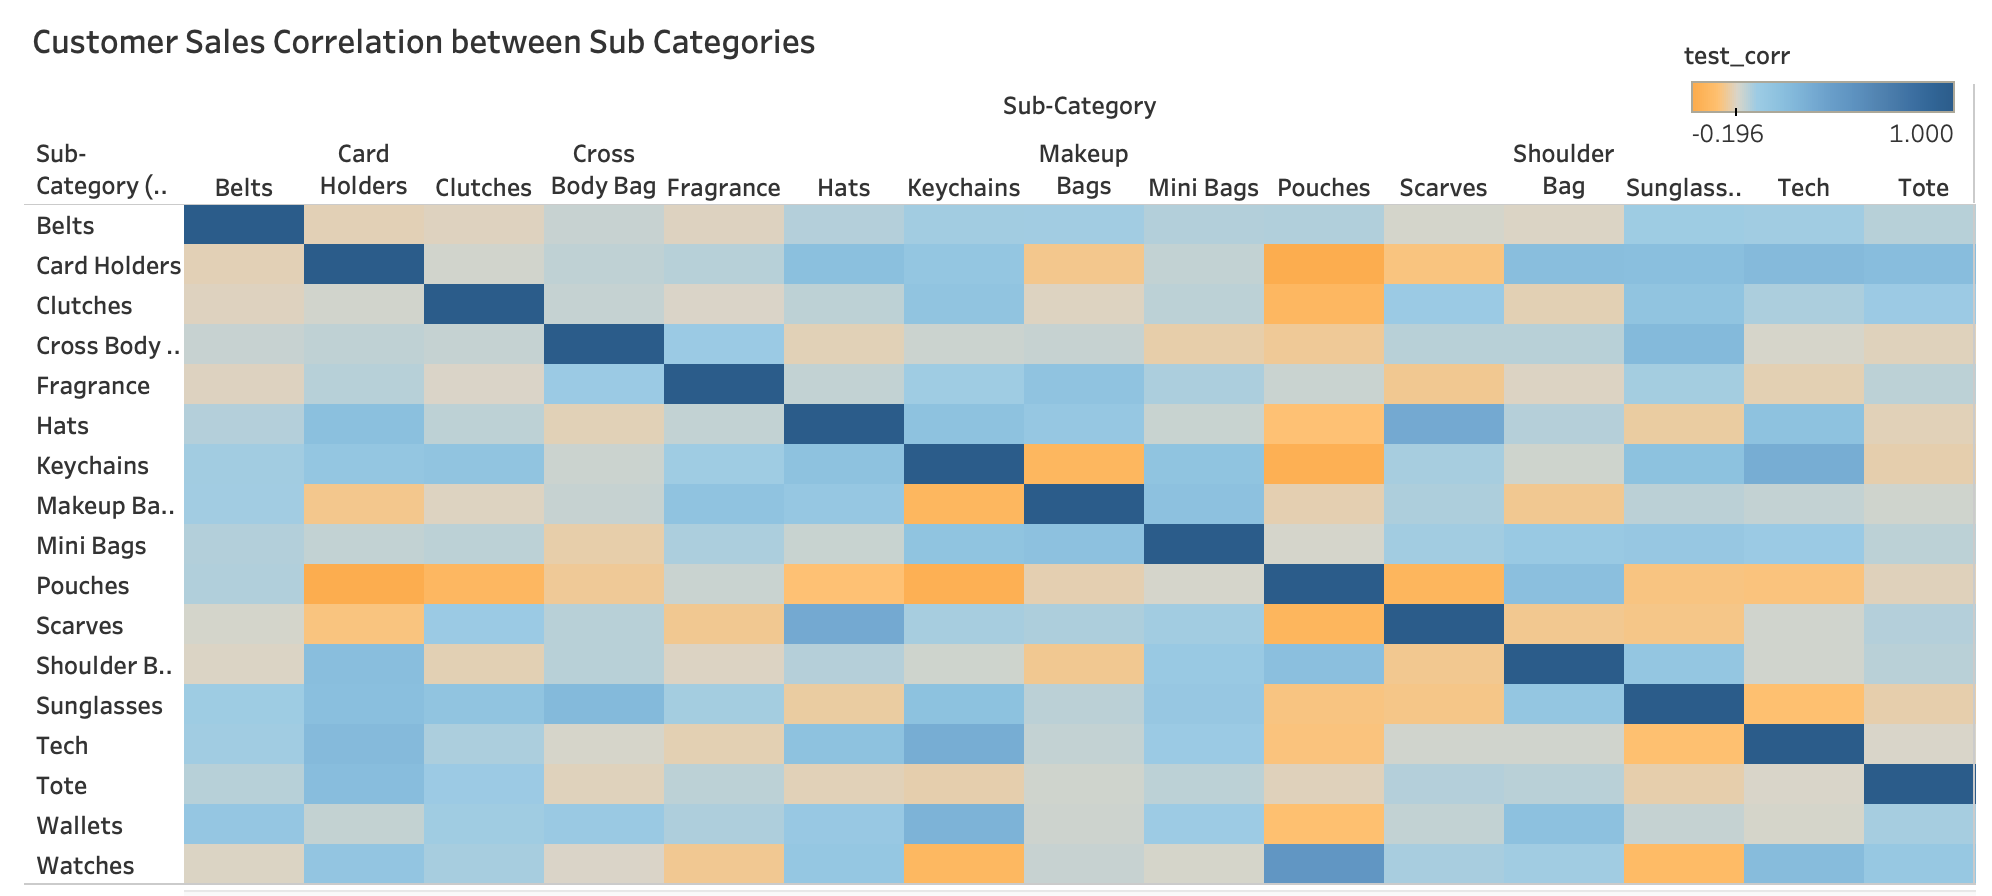 Customer Sales Correlation between Sub Categories
test_corr
-0.196 1.000
Sub-Category
Sub- Card Cross Makeup Shoulder
Category (.. Belts Holders Clutches Body Bag Fragrance Hats Keychains Bags Mini Bags Pouches Scarves Bag Sunglass.. Tech Tote
Belts
Card Holders
Clutches
Cross Body ..
Fragrance
Hats
Keychains
Makeup Ba..
Mini Bags
Pouches
Scarves
Shoulder B..
Sunglasses
Tech
Tote
Wallets
Watches